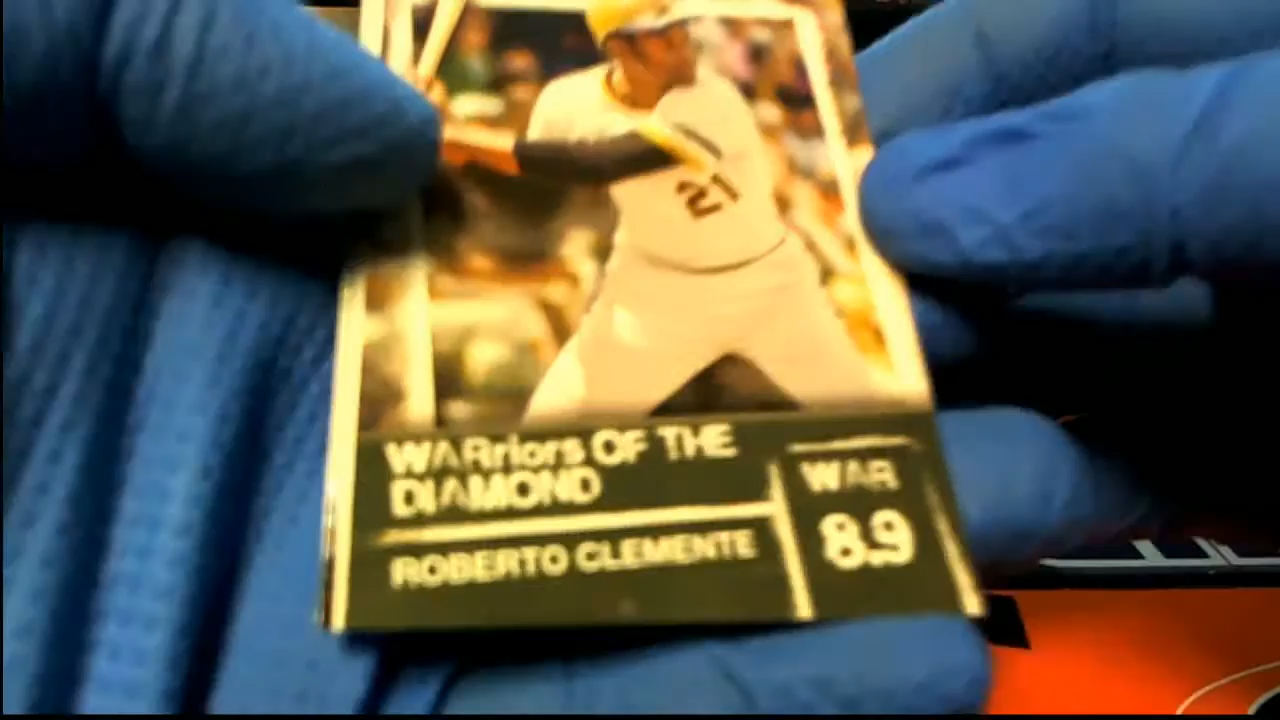 21
WARriors OF THE
DIAMOND
ROBERTO CLEMENTE
WAR
8.9